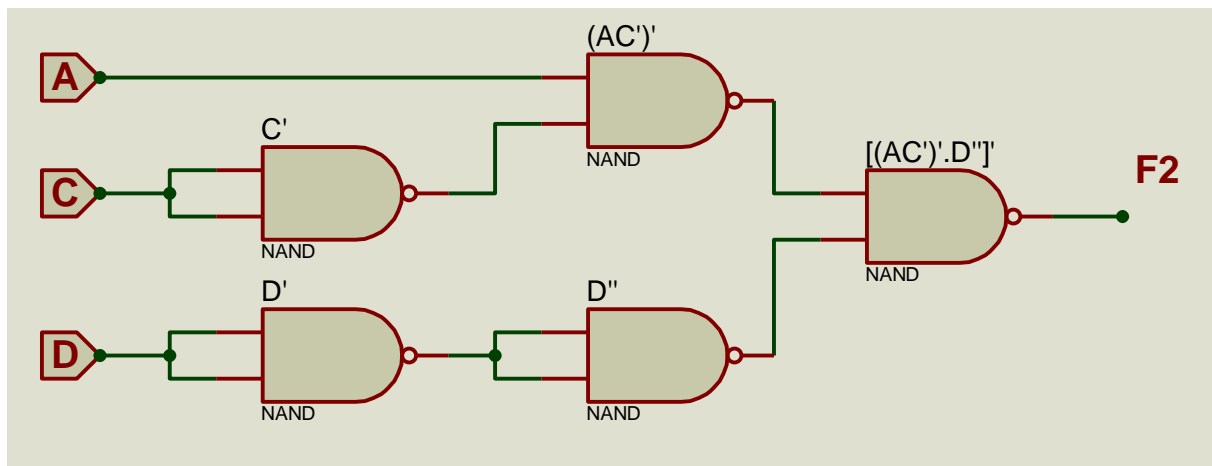 (AC')'
A
NAND
C'
C
NAND
[(AC')'.D'']'
F2
NAND
D'
D''
D
NAND
NAND